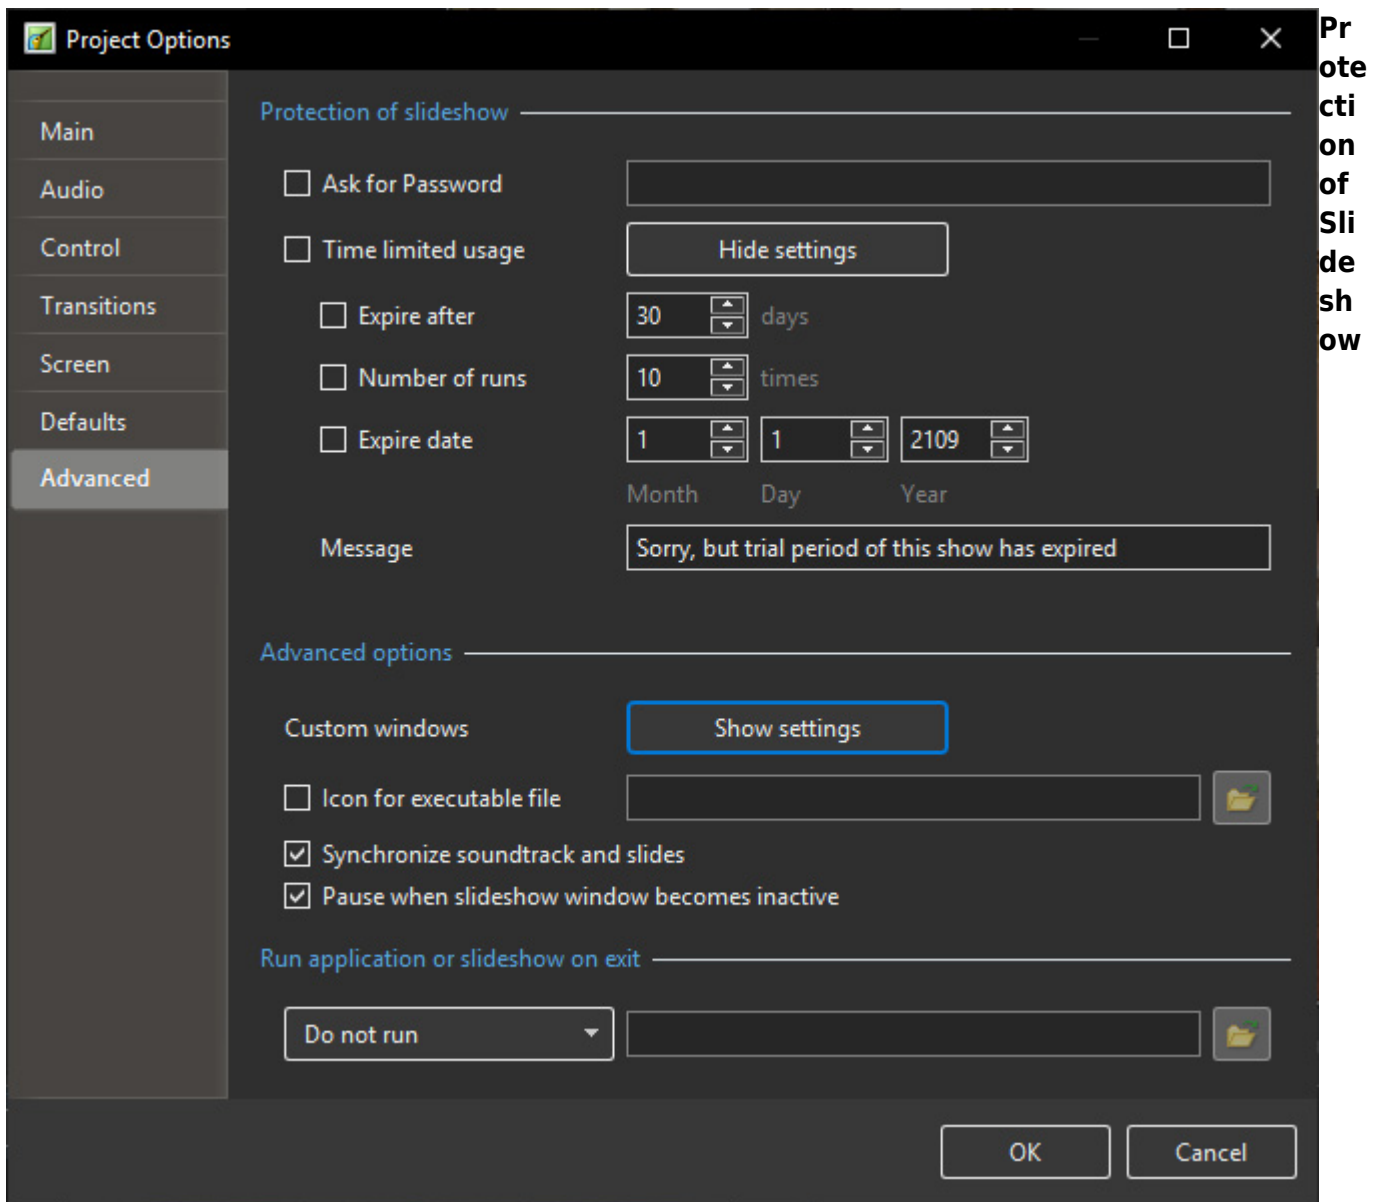 Project Options
Main
Audio
Control
Transitions
Screen
Defaults
Advanced
Protection of slideshow
Ask for Password
Time limited usage Hide settings
Expire after 30 days
Number of runs 10 times
Expire date 1 1 2109
Month Day Year
Message Sorry, but trial period of this show has expired
Advanced options
Custom windows Show settings
Icon for executable file
Synchronize soundtrack and slides
Pause when slideshow window becomes inactive
Run application or slideshow on exit
Do not run
OK Cancel
Pr
ote
cti
on
of
Sli
de
sh
ow